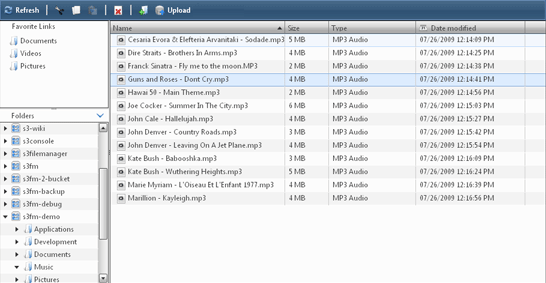 Refresh Upload
Favorite Links
Documents
Videos
Pictures
Folders
s3-wiki
s3console
s3filemanager
s3fm
s3fm-2-bucket
s3fm-backup
s3fm-debug
s3fm-demo
Applications
Development
Documents
Music
Pictures
Name Size Type Date modified
Cesaria Evora & Elefteria Arvanitaki - Sodade.mp3 5 MB MP3 Audio 07/26/2009 12:14:09 PM
Dire Straits - Brothers In Arms.mp3 4 MB MP3 Audio 07/26/2009 12:14:25 PM
Franck Sinatra - Fly me to the moon.MP3 2 MB MP3 Audio 07/26/2009 12:14:38 PM
Guns and Roses - Dont Cry.mp3 4 MB MP3 Audio 07/26/2009 12:14:41 PM
Hawai 50 - Main Theme.mp3 2 MB MP3 Audio 07/26/2009 12:14:56 PM
Joe Cocker - Summer In The City.mp3 6 MB MP3 Audio 07/26/2009 12:15:03 PM
John Cale - Hallelujah.mp3 4 MB MP3 Audio 07/26/2009 12:15:27 PM
John Denver - Country Roads.mp3 3 MB MP3 Audio 07/26/2009 12:15:42 PM
John Denver - Leaving On A Jet Plane.mp3 4 MB MP3 Audio 07/26/2009 12:15:54 PM
Kate Bush - Babooshka.mp3 3 MB MP3 Audio 07/26/2009 12:16:09 PM
Kate Bush - Wuthering Heights.mp3 5 MB MP3 Audio 07/26/2009 12:16:24 PM
Marie Myriam - L'Oiseau Et L'Enfant 1977.mp3 4 MB MP3 Audio 07/26/2009 12:16:39 PM
Marillion - Kayleigh.mp3 4 MB MP3 Audio 07/26/2009 12:16:56 PM